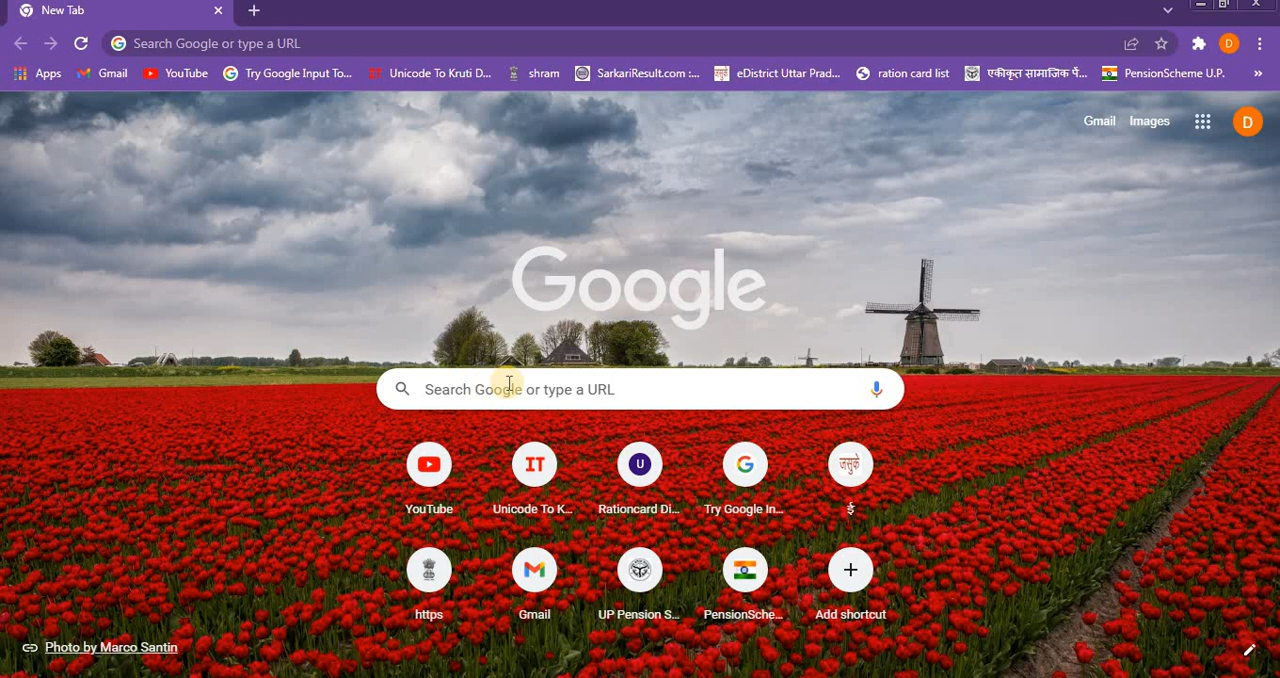 New Tab
Search Google or type a URL
Apps Gmail YouTube Try Google Input To... IT Unicode To Kruti D... shram SarkariResult.com :... eDistrict Uttar Prad... ration card list एकीकृत सामाजिक पें... PensionScheme U.P. »
Gmail Images D
Google
Search Google or type a URL
IT U G जसुके
YouTube Unicode To K... Rationcard Di... Try Google In... ई
https Gmail UP Pension S... PensionSche... Add shortcut
Photo by Marco Santin